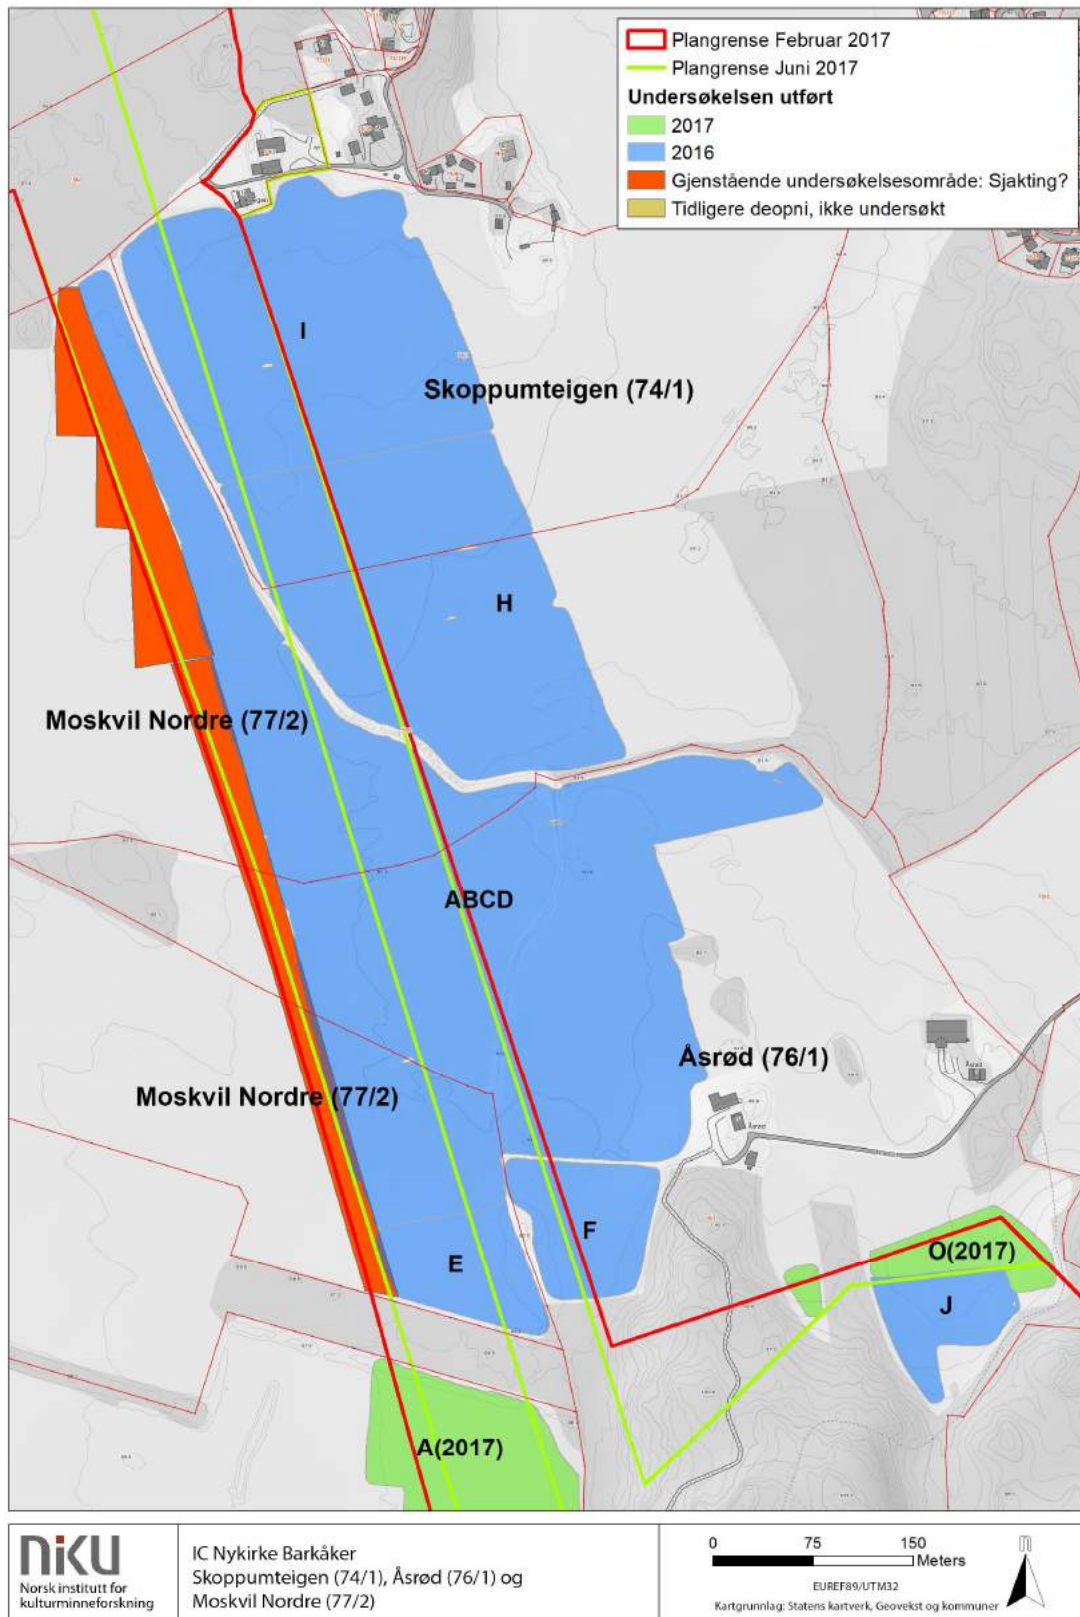 Plangrense Februar 2017
Plangrense Juni 2017
Undersøkelsen utført
2017
2016
Gjenstående undersøkelsesområde: Sjakting?
Tidligere deopni, ikke undersøkt
I
Skoppumteigen (74/1)
H
Moskvil Nordre (77/2)
ABCD
Åsrød (76/1)
Moskvil Nordre (77/2)
Åsrød
Åsrød
F
E
O(2017)
J
A(2017)
niku
Norsk institutt for
kulturminneforskning
IC Nykirke Barkåker
Skoppumteigen (74/1), Åsrød (76/1) og
Moskvil Nordre (77/2)
0 75 150
Meters
EUREF89/UTM32
Kartgrunnlag: Statens kartverk, Geovekst og kommuner